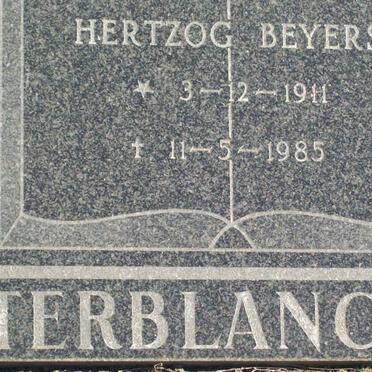 HERTZOG BEYERS
* 3-12-1911
† 11-5-1985
TERBLANC